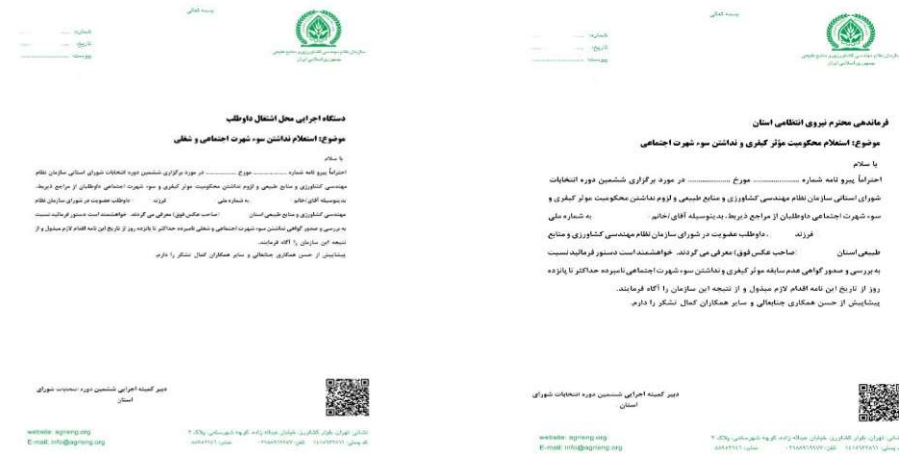 بسمه تعالی
سازمان نظام مهندسی کشاورزی و منابع طبیعی
جمهوری اسلامی ایران
شماره:
تاریخ:
پیوست:
دستگاه اجرایی محل اشتغال داوطلب
موضوع: استعلام نداشتن سوء شهرت اجتماعی و شغلی
با سلام
احتراماً پیرو نامه شماره .................... مورخ .................... در مورد برگزاری ششمین دوره انتخابات شورای استانی سازمان نظام
مهندسی کشاورزی و منابع طبیعی و لزوم نداشتن محکومیت موثر کیفری و سوء شهرت اجتماعی داوطلبان از مراجع ذیربط،
بدینوسیله آقای/خانم به شماره ملی فرزند داوطلب عضویت در شورای سازمان نظام
مهندسی کشاورزی و منابع طبیعی استان (صاحب عکس فوق) معرفی می گردند. خواهشمند است دستور فرمائید نسبت
به بررسی و صدور گواهی نداشتن سوء شهرت اجتماعی و شغلی نامبرده حداکثر تا پانزده روز از تاریخ این نامه اقدام لازم مبذول و از
نتیجه این سازمان را آگاه فرمایند.
پیشاپیش از حسن همکاری جنابعالی و سایر همکاران کمال تشکر را دارم.
دبیر کمیته اجرایی ششمین دوره انتخابات شورای
استان
website: agrieng.org
E-mail: info@agrieng.org
بسمه تعالی
سازمان نظام مهندسی کشاورزی و منابع طبیعی
جمهوری اسلامی ایران
شماره:
تاریخ:
پیوست:
فرماندهی محترم نیروی انتظامی استان
موضوع: استعلام محکومیت مؤثر کیفری و نداشتن سوء شهرت اجتماعی
با سلام
احتراماً پیرو نامه شماره .................... مورخ .................... در مورد برگزاری ششمین دوره انتخابات
شورای استانی سازمان نظام مهندسی کشاورزی و منابع طبیعی و لزوم نداشتن محکومیت موثر کیفری و
سوء شهرت اجتماعی داوطلبان از مراجع ذیربط، بدینوسیله آقای/خانم به شماره ملی
فرزند ، داوطلب عضویت در شورای سازمان نظام مهندسی کشاورزی و منابع
طبیعی استان (صاحب عکس فوق) معرفی می گردند. خواهشمند است دستور فرمائید نسبت
به بررسی و صدور گواهی عدم سابقه موثر کیفری و نداشتن سوء شهرت اجتماعی نامبرده حداکثر تا پانزده
روز از تاریخ این نامه اقدام لازم مبذول و از نتیجه این سازمان را آگاه فرمایند.
پیشاپیش از حسن همکاری جنابعالی و سایر همکاران کمال تشکر را دارم.
دبیر کمیته اجرایی ششمین دوره انتخابات شورای
استان
website: agrieng.org
E-mail: info@agrieng.org